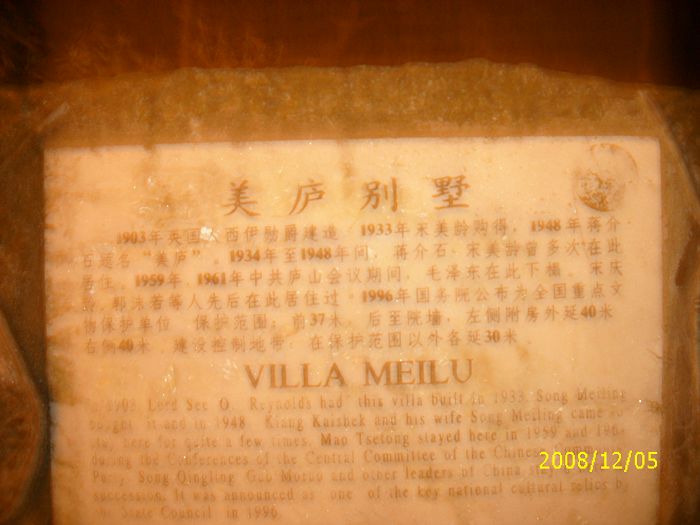 美庐别墅
1903年英国 西伊勋爵建造 1933年宋美龄购得，1948年蒋介
石题名“美庐”。1934年至1948年间，蒋介石、宋美龄曾多次在此
居住。1959年、1961年中共庐山会议期间，毛泽东在此下榻。宋庆
龄、郭沫若等人先后在此居住过。1996年国务院公布为全国重点文
物保护单位 保护范围：前37米，后至院墙，左侧附房外延40米
右侧40米 建设控制地带：在保护范围以外各延30米
VILLA MEILU
1903 Lord See O. Reynolds had this villa built in 1933 Song Meiling
it and in 1948 Kiang Kaishek and his wife Song Meiling came to
here for quite a few times. Mao Tsetong stayed here in 1959 and
during the Conferences of the Central Committee of the Chinese
Party, Song Qingling Guo Moruo and other leaders of China
succession. It was announced as one of the key national cultural relics by
the State Council in 1996
2008/12/05